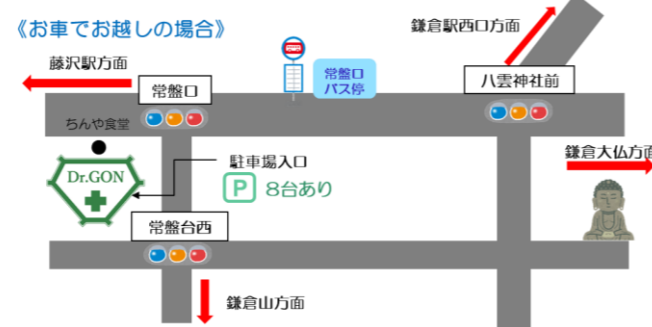 《お車でお越しの場合》
鎌倉駅西口方面
藤沢駅方面
常盤口
常盤口
バス停
八雲神社前
ちんや食堂
鎌倉大仏方面
Dr.GON
駐車場入口
P 8台あり
常盤台西
鎌倉山方面